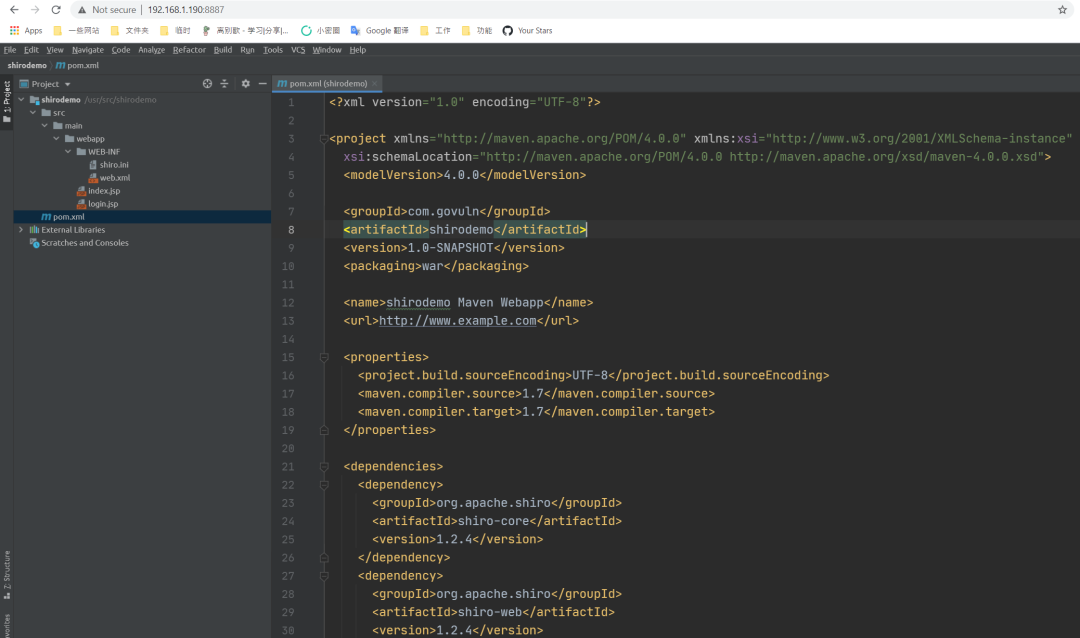 Not secure | 192.168.1.190:8887
Apps 一些网站 文件夹 临时 离别歌 - 学习|分享|... 小密圈 Google 翻译 工作 功能 Your Stars
File Edit View Navigate Code Analyze Refactor Build Run Tools VCS Window Help
shirodemo pom.xml
1: Project
Project
pom.xml (shirodemo)
shirodemo /usr/src/shirodemo
src
main
webapp
WEB-INF
shiro.ini
web.xml
index.jsp
login.jsp
pom.xml
External Libraries
Scratches and Consoles
Z: Structure
avorites
1 <?xml version="1.0" encoding="UTF-8"?>
2
3 <project xmlns="http://maven.apache.org/POM/4.0.0" xmlns:xsi="http://www.w3.org/2001/XMLSchema-instance"
4 xsi:schemaLocation="http://maven.apache.org/POM/4.0.0 http://maven.apache.org/xsd/maven-4.0.0.xsd">
5 <modelVersion>4.0.0</modelVersion>
6
7 <groupId>com.govuln</groupId>
8 <artifactId>shirodemo</artifactId>
9 <version>1.0-SNAPSHOT</version>
10 <packaging>war</packaging>
11
12 <name>shirodemo Maven Webapp</name>
13 <url>http://www.example.com</url>
14
15 <properties>
16 <project.build.sourceEncoding>UTF-8</project.build.sourceEncoding>
17 <maven.compiler.source>1.7</maven.compiler.source>
18 <maven.compiler.target>1.7</maven.compiler.target>
19 </properties>
20
21 <dependencies>
22 <dependency>
23 <groupId>org.apache.shiro</groupId>
24 <artifactId>shiro-core</artifactId>
25 <version>1.2.4</version>
26 </dependency>
27 <dependency>
28 <groupId>org.apache.shiro</groupId>
29 <artifactId>shiro-web</artifactId>
30 <version>1.2.4</version>